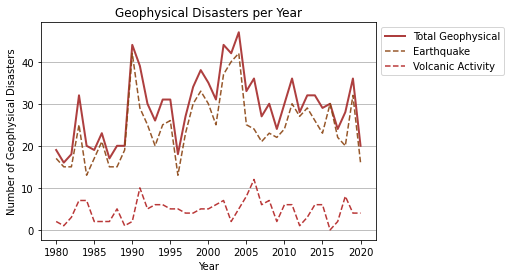 Geophysical Disasters per Year
Total Geophysical
Earthquake
Volcanic Activity
Number of Geophysical Disasters
40
30
20
10
0
1980 1985 1990 1995 2000 2005 2010 2015 2020
Year